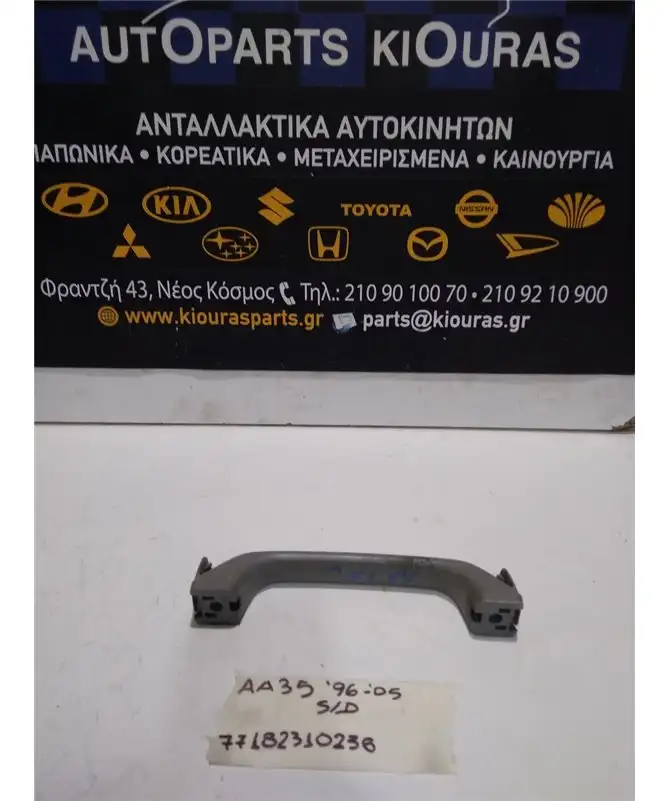 AUTOPARTS KIOURAS
ΑΝΤΑΛΛΑΚΤΙΚΑ ΑΥΤΟΚΙΝΗΤΩΝ
ΙΑΠΩΝΙΚΑ • ΚΟΡΕΑΤΙΚΑ • ΜΕΤΑΧΕΙΡΙΣΜΕΝΑ • ΚΑΙΝΟΥΡΓΙΑ
KIA TOYOTA NISSAN
Φραντζή 43, Νέος Κόσμος Τηλ.: 210 90 100 70 • 210 92 10 900
www.kiourasparts.gr parts@kiouras.gr
AA35 '96-'05
S/D
77182310236